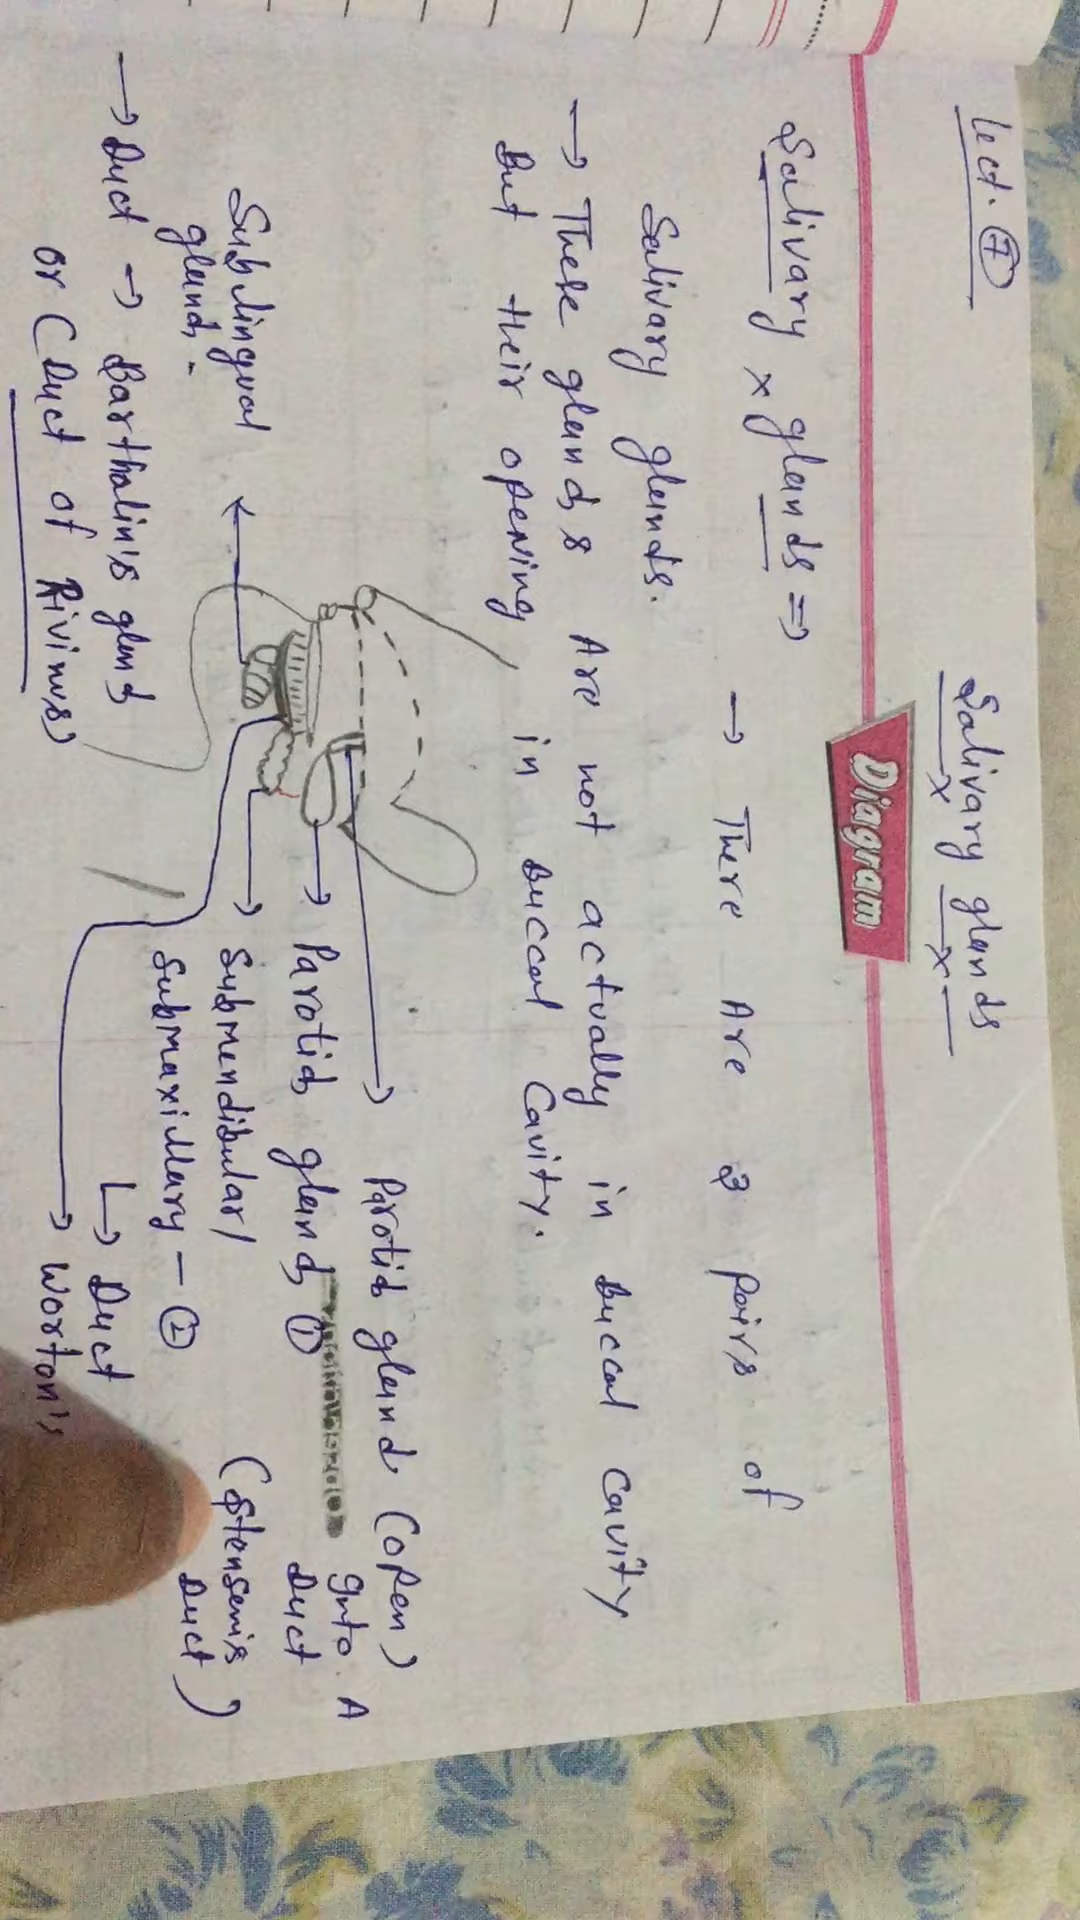 Lect. 7
Salivary glands
Diagram
Salivary glands ⇒ → There Are 3 pairs of
Salivary glands.
→ These glands Are not actually in Buccal cavity
But their opening in Buccal Cavity.
→ Parotid gland (open)
into A
Duct
→ Parotid gland ①
(Stensen's
Duct)
Sublingual
gland -
→ Submendibular/
Submaxillary - ②
→ Duct → Barthalin's gland
or (Duct of Rivinus)
↳ Duct
→ Worton's